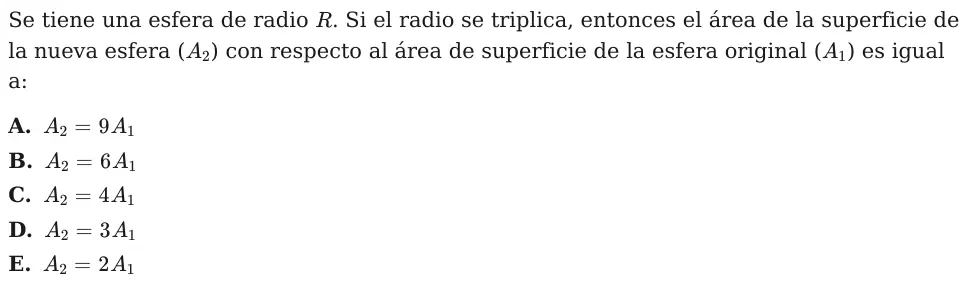 Se tiene una esfera de radio R. Si el radio se triplica, entonces el área de la superficie de
la nueva esfera (A₂) con respecto al área de superficie de la esfera original (A₁) es igual
a:
A. A₂ = 9A₁
B. A₂ = 6A₁
C. A₂ = 4A₁
D. A₂ = 3A₁
E. A₂ = 2A₁